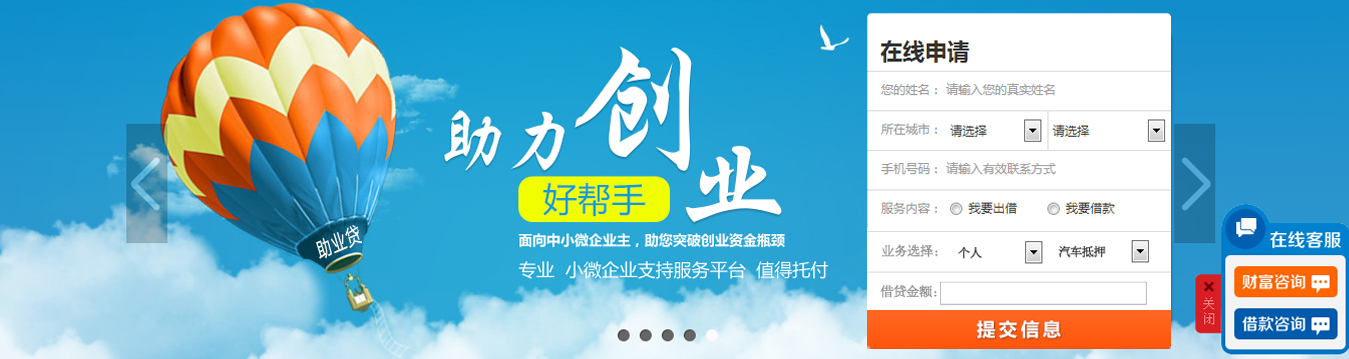 助力创业
好帮手
面向中小微企业主，助您突破创业资金瓶颈
专业 小微企业支持服务平台 值得托付
助业贷
在线申请
您的姓名： 请输入您的真实姓名
所在城市： 请选择 请选择
手机号码： 请输入有效联系方式
服务内容： 我要出借 我要借款
业务选择： 个人 汽车抵押
借贷金额：
提交信息
在线客服
财富咨询
借款咨询
关闭